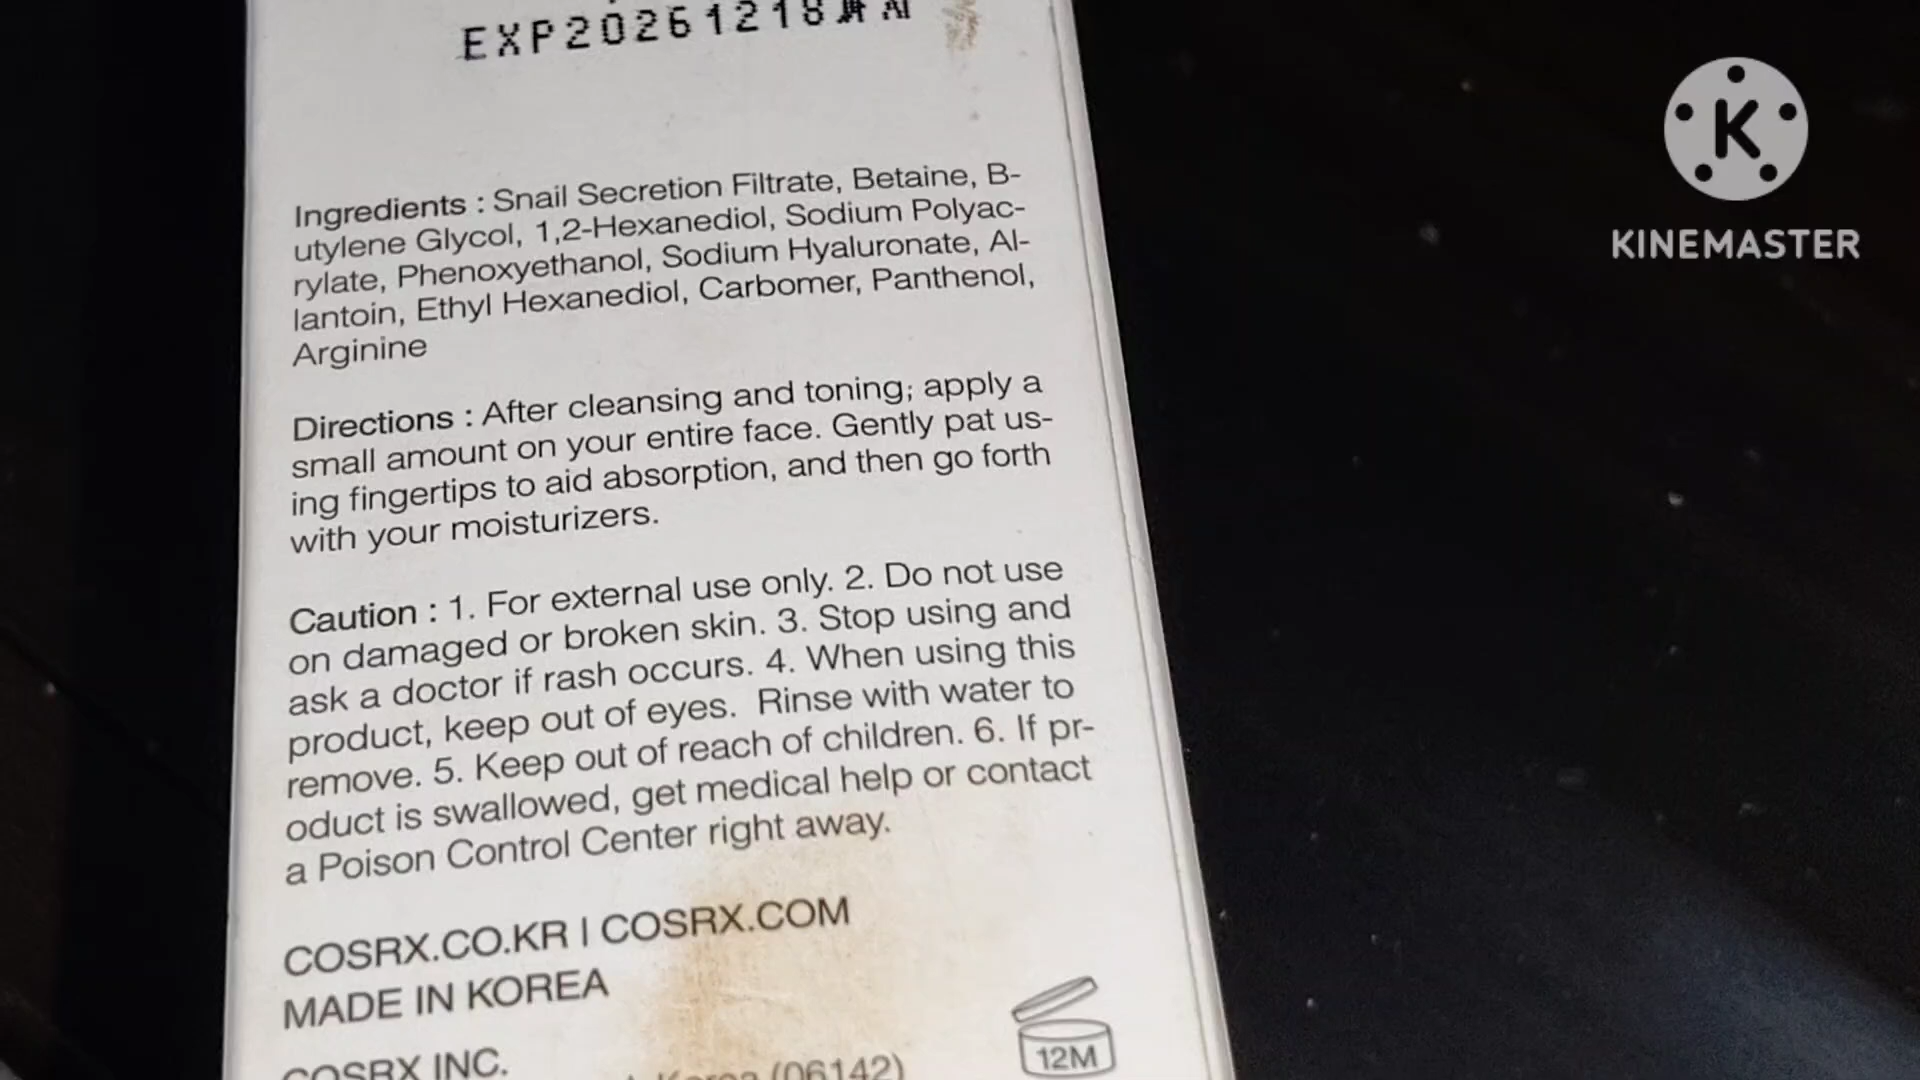 EXP20261218
K
KINEMASTER
Ingredients : Snail Secretion Filtrate, Betaine, B-
utylene Glycol, 1,2-Hexanediol, Sodium Polyac-
rylate, Phenoxyethanol, Sodium Hyaluronate, Al-
lantoin, Ethyl Hexanediol, Carbomer, Panthenol,
Arginine
Directions : After cleansing and toning; apply a
small amount on your entire face. Gently pat us-
ing fingertips to aid absorption, and then go forth
with your moisturizers.
Caution : 1. For external use only. 2. Do not use
on damaged or broken skin. 3. Stop using and
ask a doctor if rash occurs. 4. When using this
product, keep out of eyes. Rinse with water to
remove. 5. Keep out of reach of children. 6. If pr-
oduct is swallowed, get medical help or contact
a Poison Control Center right away.
COSRX.CO.KR | COSRX.COM
MADE IN KOREA
COSRX INC.
Korea (06142)
12M